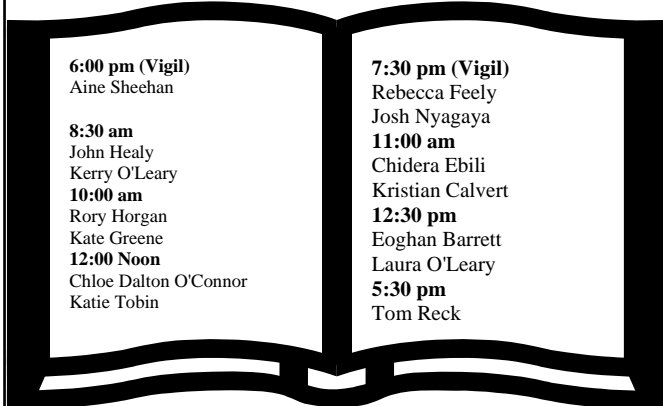 6:00 pm (Vigil)
Aine Sheehan
8:30 am
John Healy
Kerry O'Leary
10:00 am
Rory Horgan
Kate Greene
12:00 Noon
Chloe Dalton O'Connor
Katie Tobin
7:30 pm (Vigil)
Rebecca Feely
Josh Nyagaya
11:00 am
Chidera Ebili
Kristian Calvert
12:30 pm
Eoghan Barrett
Laura O'Leary
5:30 pm
Tom Reck